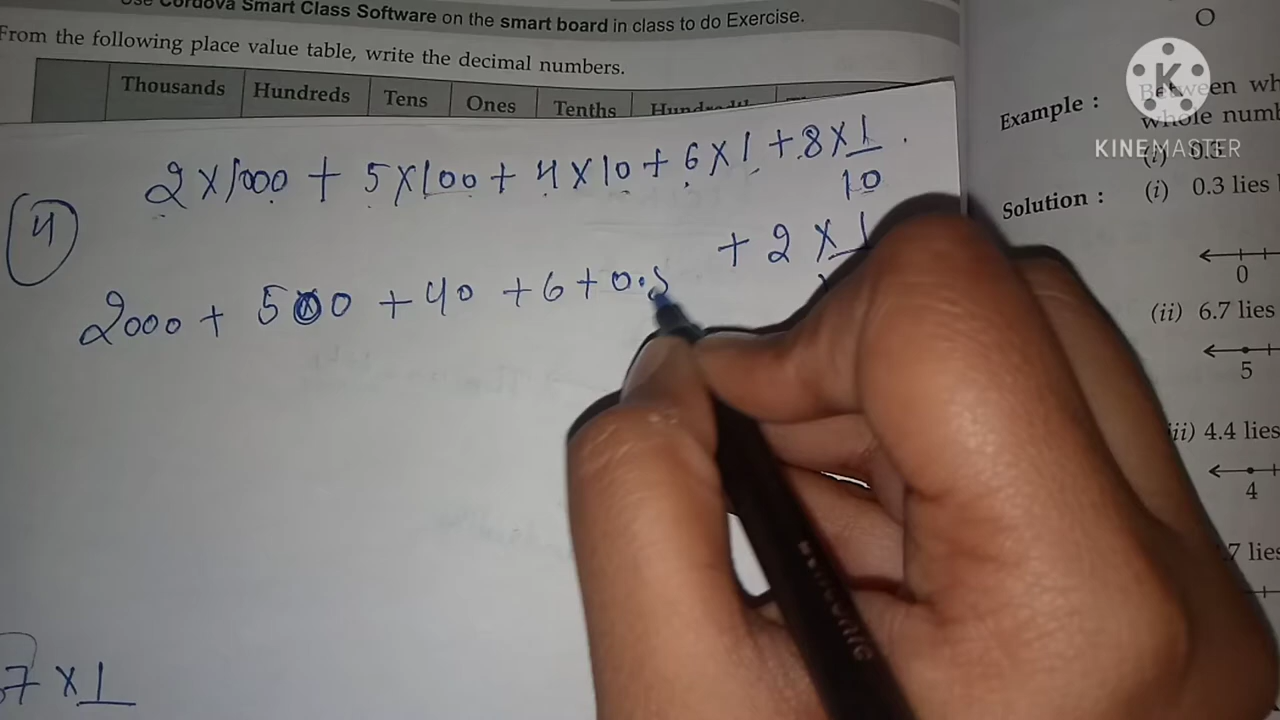 Cordova Smart Class Software on the smart board in class to do Exercise.
From the following place value table, write the decimal numbers.
Thousands Hundreds Tens Ones Tenths
(4) 2×1000 + 5×100 + 4×10 + 6×1 + 8×1
10
+ 2 × 1
2000 + 500 + 40 + 6 + 0.
7 × 1
O
Example :
whole
KINEMASTER
(i) 0.3
Solution : (i) 0.3 lies
0
(ii) 6.7 lies
5
4.4 lies
4
7 lies